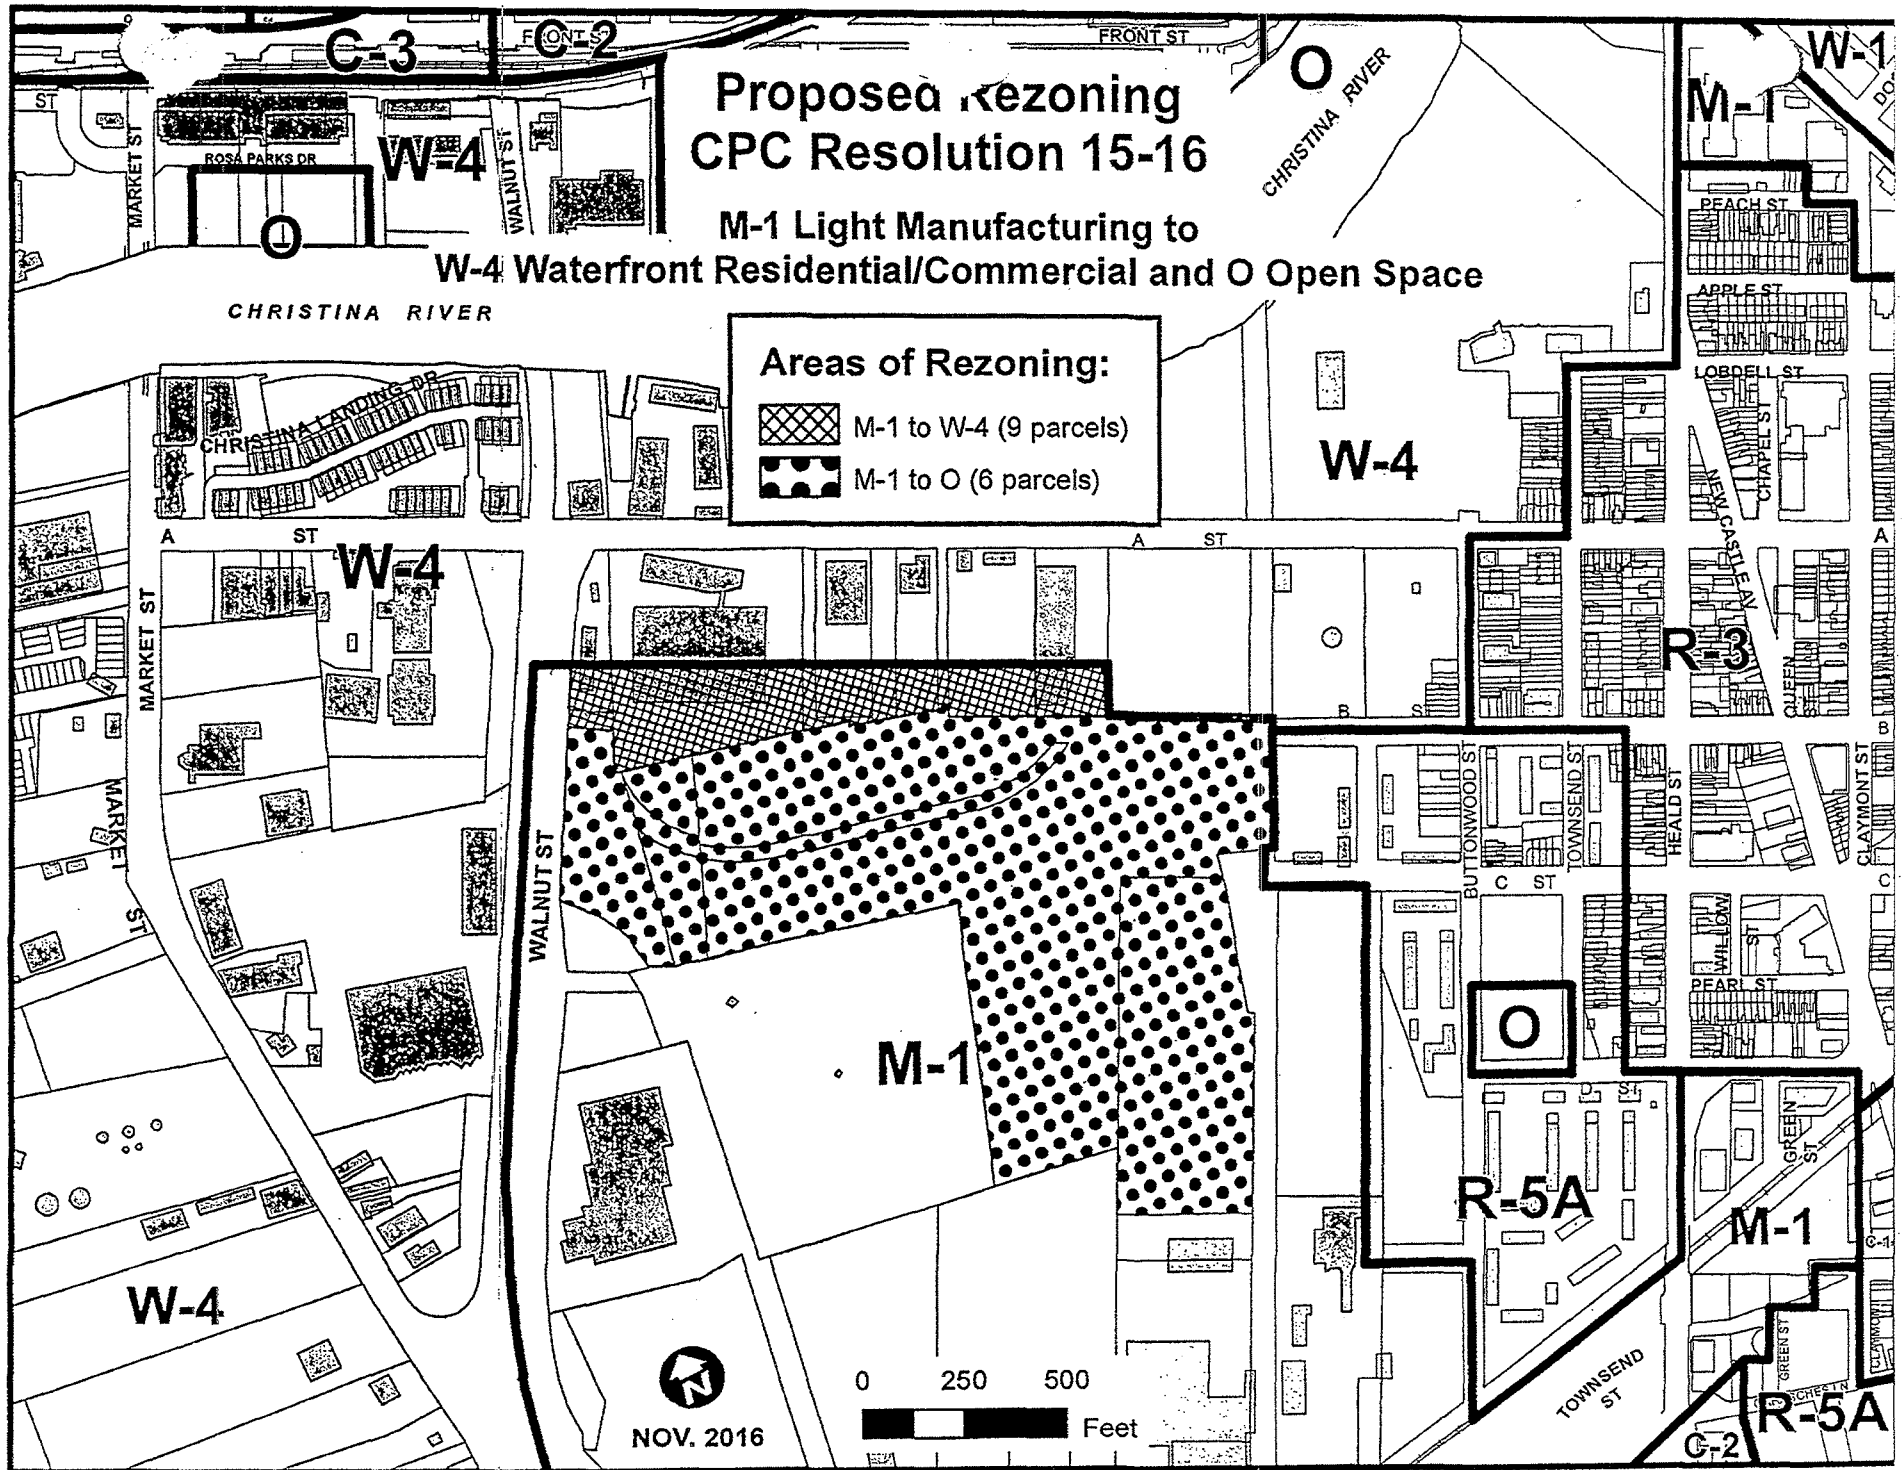 C-3
C-2
FRONT ST
FRONT ST
O
CHRISTINA RIVER
W-1
M-1
ST
MARKET ST
ROSA PARKS DR
W-4
WALNUT ST
O
Proposed Rezoning
CPC Resolution 15-16
M-1 Light Manufacturing to
W-4 Waterfront Residential/Commercial and O Open Space
CHRISTINA RIVER
PEACH ST
APPLE ST
LOBDELL ST
CHAPEL ST
NEW CASTLE AV
Areas of Rezoning:
M-1 to W-4 (9 parcels)
M-1 to O (6 parcels)
CHRISTINA LANDING DR
W-4
A ST
W-4
A ST
A
MARKET ST
R-3
QUEEN
B S
B
MARKET ST
WALNUT ST
BUTTONWOOD ST
TOWNSEND ST
HEALD ST
CLAYMONT ST
C ST
C
WILLOW ST
PEARL ST
O
M-1
D ST
GREEN ST
R-5A
M-1
C-1
W-4
GREEN ST
CLAYMONT
TOWNSEND ST
R-5A
C-2
N
NOV. 2016
0 250 500
Feet